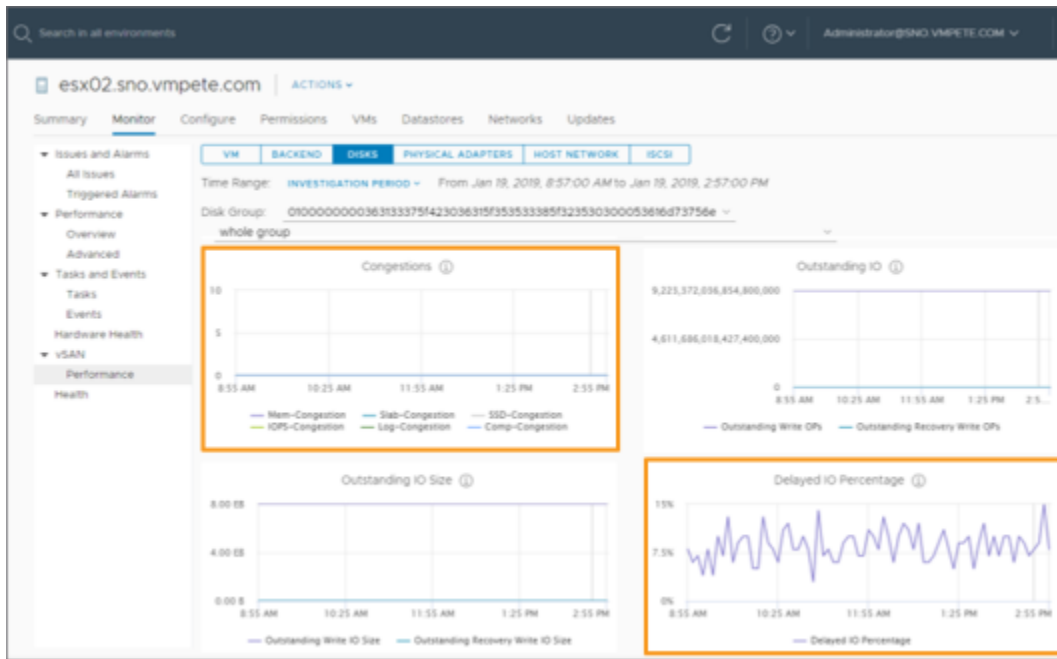 Search in all environments
Administrator@SNO.VMPETE.COM
esx02.sno.vmpete.com ACTIONS
Summary Monitor Configure Permissions VMs Datastores Networks Updates
Issues and Alarms
All Issues
Triggered Alarms
Performance
Overview
Advanced
Tasks and Events
Tasks
Events
Hardware Health
vSAN
Performance
Health
VM BACKEND DISKS PHYSICAL ADAPTERS HOST NETWORK ISCSI
Time Range: INVESTIGATION PERIOD From Jan 19, 2019, 8:57:00 AM to Jan 19, 2019, 2:57:00 PM
Disk Group:
whole group
Congestions
10
5
0
8:55 AM 10:25 AM 11:55 AM 1:25 PM 2:55 PM
Mem-Congestion Slab-Congestion SSD-Congestion
IOPS-Congestion Log-Congestion Comp-Congestion
Outstanding IO
9,223,372,036,854,800,000
4,611,686,018,427,400,000
0
8:55 AM 10:25 AM 11:55 AM 1:25 PM 2:5...
Outstanding Write OPs Outstanding Recovery Write OPs
Outstanding IO Size
8.00 EB
4.00 EB
0.00 B
8:55 AM 10:25 AM 11:55 AM 1:25 PM 2:55 PM
Outstanding Write IO Size Outstanding Recovery Write IO Size
Delayed IO Percentage
15%
7.5%
0%
8:55 AM 10:25 AM 11:55 AM 1:25 PM 2:55 PM
Delayed IO Percentage